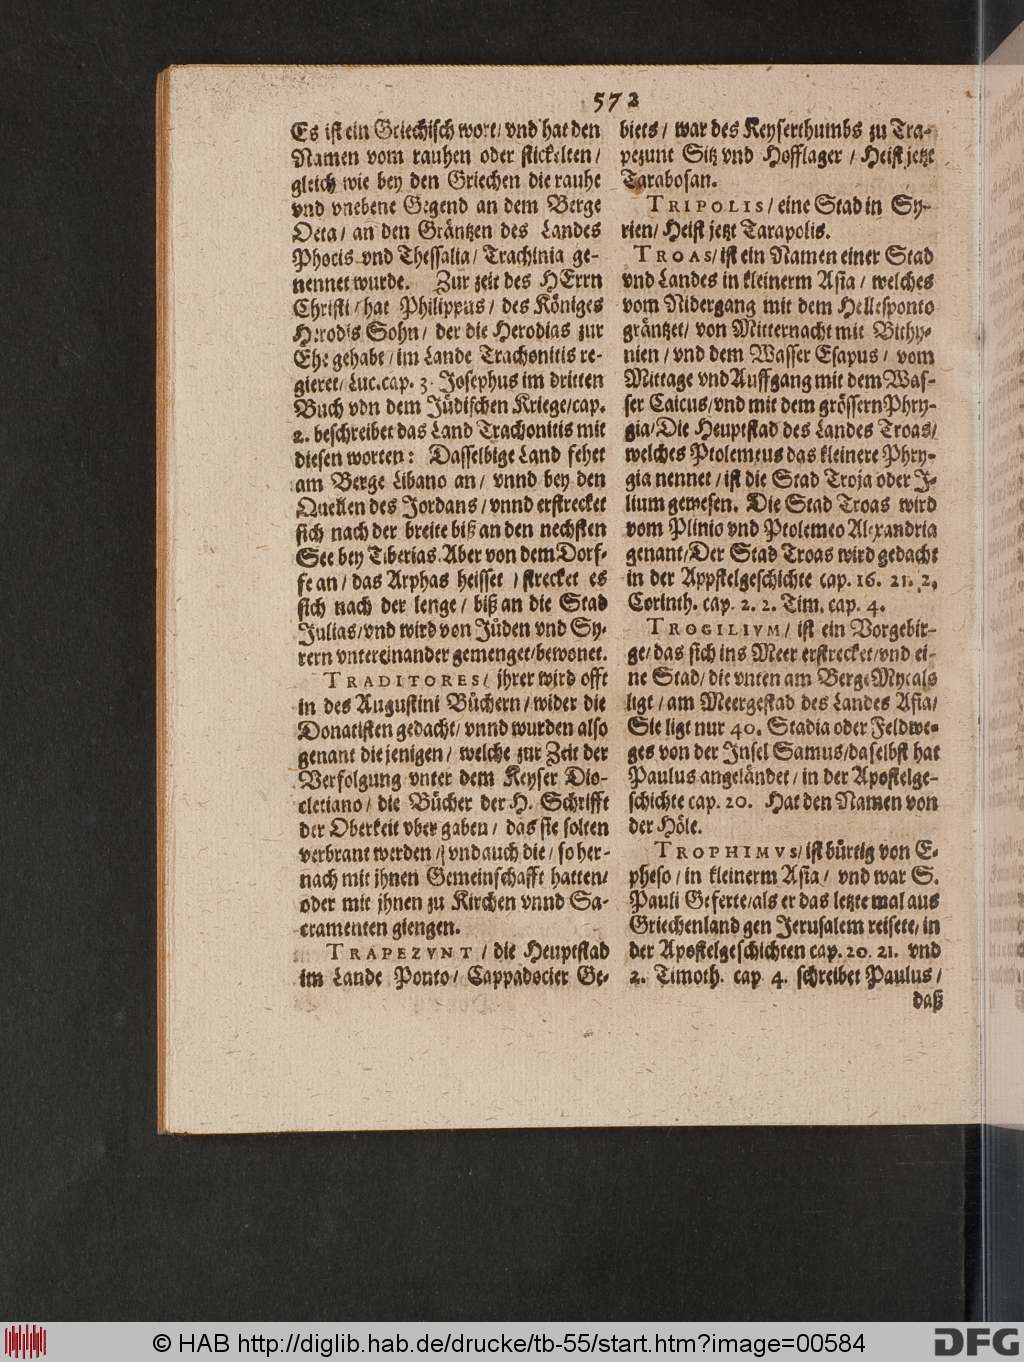 572
Es ist ein Griechisch wort/ vnd hat den
Namen vom rauhen oder stickelten/
gleich wie bey den Griechen die rauhe
vnd vnebene Gegend an dem Berge
Oeta/ an den Gräntzen des Landes
Phocis vnd Thessalia/ Trachinia ge-
nennet wurde. Zur zeit des HErrn
Christi/ hat Philippus/ des Königes
Herodis Sohn/ der die Herodias zur
Ehe gehabt/ im Lande Trachonitis re-
gieret/ Luc. cap. 3. Josephus im dritten
Buch von dem Jüdischen Kriege/ cap.
2. beschreibet das Land Trachonitis mit
diesen worten: Dasselbige Land fehet
am Berge Libano an/ vnnd bey den
Quellen des Jordans/ vnnd erstrecket
sich nach der breite biß an den nechsten
See bey Tiberias. Aber von dem Dorf-
fe an/ das Arphas heisset/ strecket es
sich nach der lenge/ biß an die Stad
Julias/ vnd wird von Jüden vnd Sy-
rern vntereinander gemenget/ bewonet.
TRADITORES/ jhrer wird offt
in des Augustini Büchern/ wider die
Donatisten gedacht/ vnnd wurden also
genant die jenigen/ welche zur Zeit der
Verfolgung vnter dem Keyser Dio-
cletiano/ die Bücher der H. Schrifft
der Oberkeit vber gaben/ das sie solten
verbrant werden/ vnd auch die/ so her-
nach mit jhnen Gemeinschafft hatten/
oder mit jhnen zu Kirchen vnnd Sa-
cramenten giengen.
TRAPEZVNT/ die Heuptstad
im Lande Ponto/ Cappadocier Ge-
biets/ war des Keyserthumbs zu Tra-
pezunt Sitz vnd Hofflager/ Heist jetzt
Tarabosan.
TRIPOLIS/ eine Stad in Sy-
rien/ Heist jetzt Tarapolis.
TROAS/ ist ein Namen einer Stad
vnd Landes in kleinerm Asia/ welches
vom Nidergang mit dem Hellesponto
gräntzet/ von Mitternacht mit Bithy-
nien/ vnd dem Wasser Esapus/ vom
Mittage vnd Auffgang mit dem Was-
ser Caicus/ vnd mit dem grössern Phry-
gia/ Die Heuptstad des Landes Troas/
welches Ptolemeus das kleinere Phry-
gia nennet/ ist die Stad Troja oder J-
lium gewesen. Die Stad Troas wird
vom Plinio vnd Ptolemeo Alexandria
genant/ Der Stad Troas wird gedacht
in der Appstelgeschichte cap. 16. 21. 2.
Corinth. cap. 2. 2. Tim. cap. 4.
TROGILIVM/ ist ein Vorgebir-
ge/ das sich ins Meer erstrecket/ vnd ei-
ne Stad/ die vnten am Berge Mycals
ligt/ am Meergestad des Landes Asia/
Sie ligt nur 40. Stadia oder Feldwe-
ges von der Insel Samus/ daselbst hat
Paulus angeländet/ in der Apostelge-
schichte cap. 20. Hat den Namen von
der Höle.
TROPHIMVS/ ist bürtig von E-
pheso/ in kleinerm Asia/ vnd war S.
Pauli Geferte/ als er das letzte mal aus
Griechenland gen Jerusalem reisete/ in
der Apostelgeschichten cap. 20. 21. vnd
2. Timoth. cap 4. schreibet Paulus/
daß
© HAB http://diglib.hab.de/drucke/tb-55/start.htm?image=00584
DFG